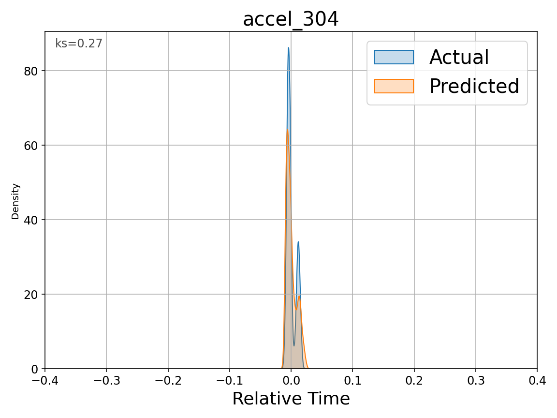 accel_304
ks=0.27
Actual
Predicted
Density
80
60
40
20
0
−0.4 −0.3 −0.2 −0.1 0.0 0.1 0.2 0.3 0.4
Relative Time